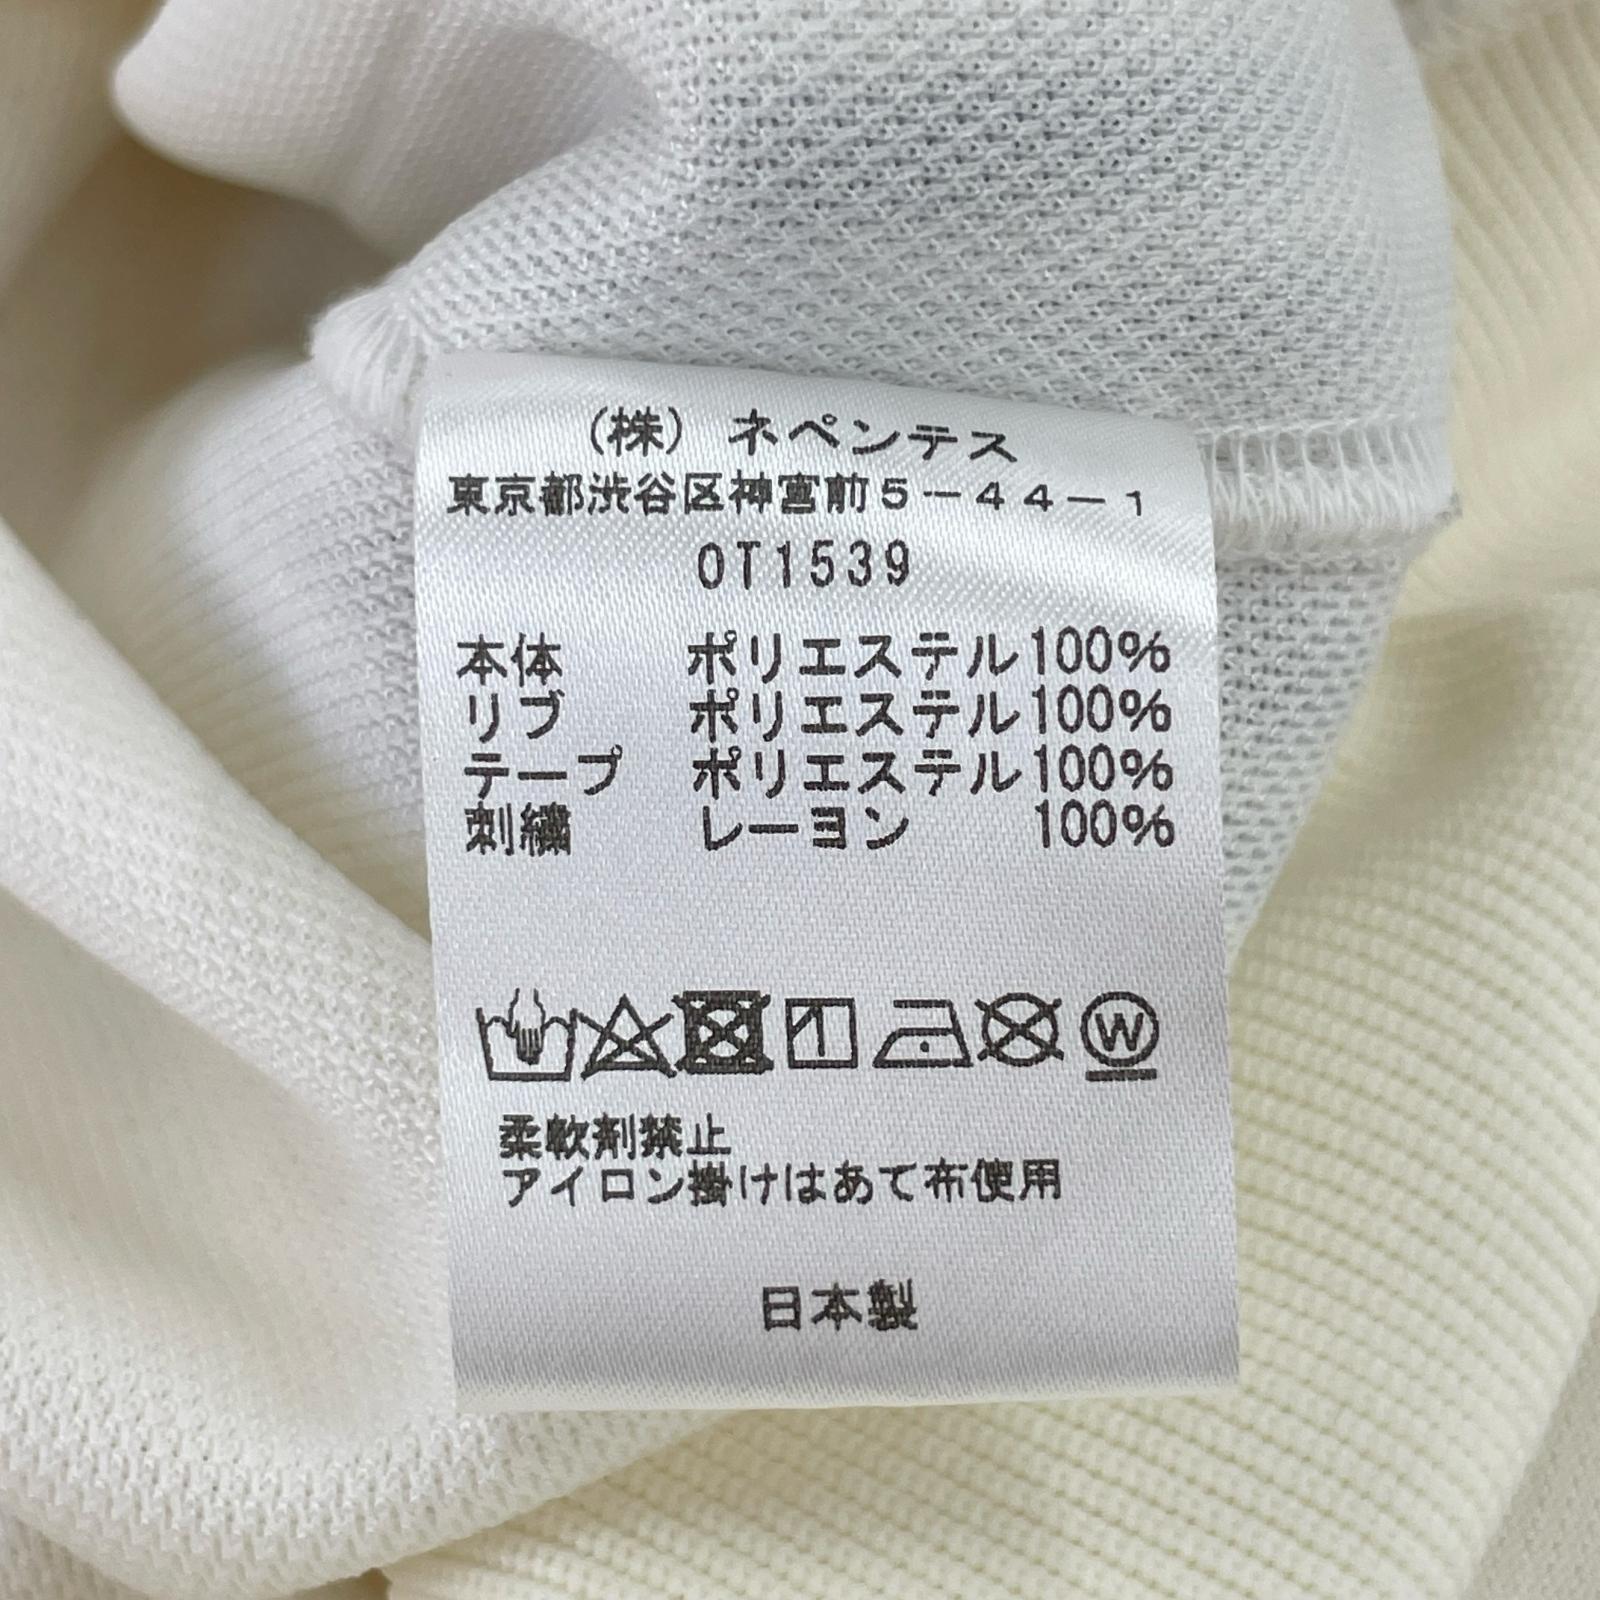 (株) ネペンテス
東京都渋谷区神宮前5-44-1
OT1539
本体 ポリエステル100%
リブ ポリエステル100%
テープ ポリエステル100%
刺繍 レーヨン 100%
1 W
柔軟剤禁止
アイロン掛けはあて布使用
日本製